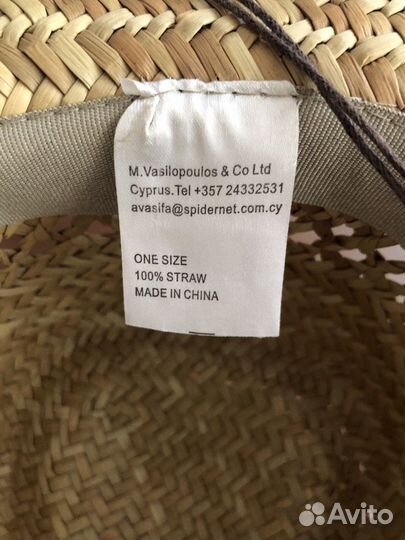 M.Vasilopoulos & Co Ltd
Cyprus.Tel +357 24332531
avasifa@spidernet.com.cy
ONE SIZE
100% STRAW
MADE IN CHINA
Avito